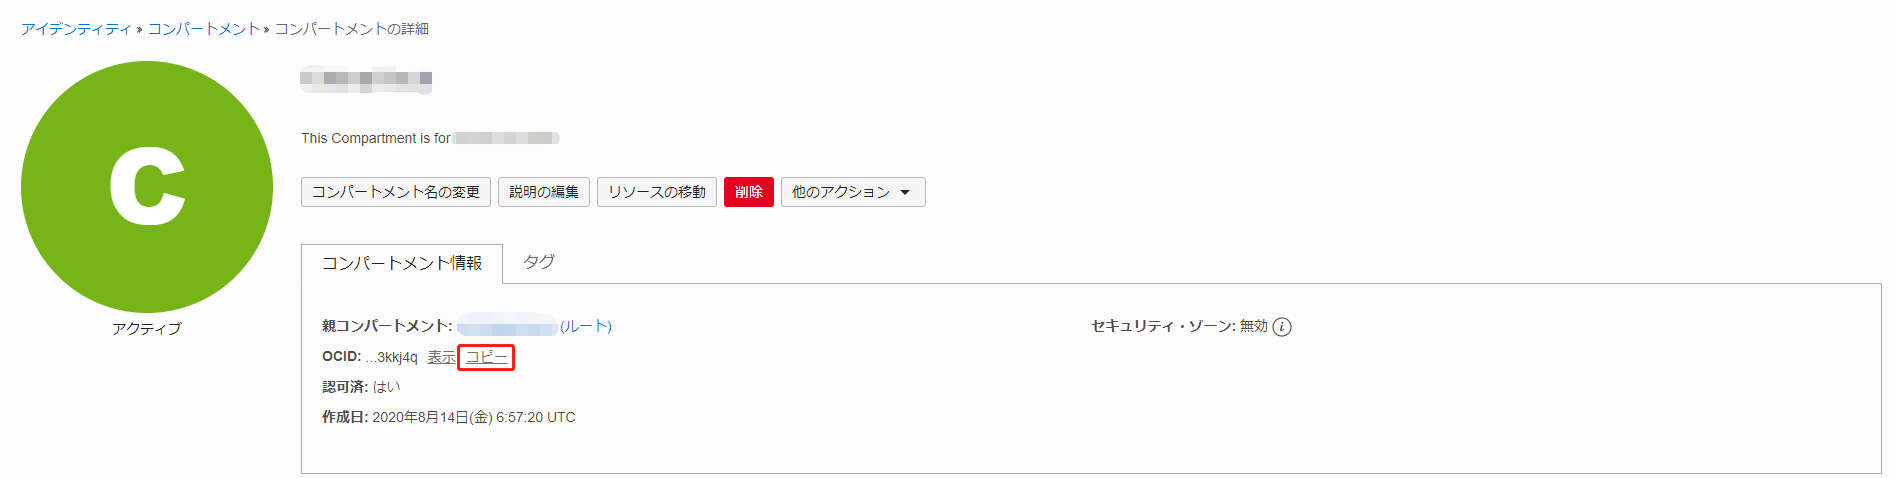 アイデンティティ » コンパートメント » コンパートメントの詳細
C
アクティブ
This Compartment is for
コンパートメント名の変更 説明の編集 リソースの移動 削除 他のアクション
コンパートメント情報 タグ
親コンパートメント: (ルート) セキュリティ・ゾーン: 無効 i
OCID: ...3kkj4q 表示 コピー
認可済: はい
作成日: 2020年8月14日(金) 6:57:20 UTC